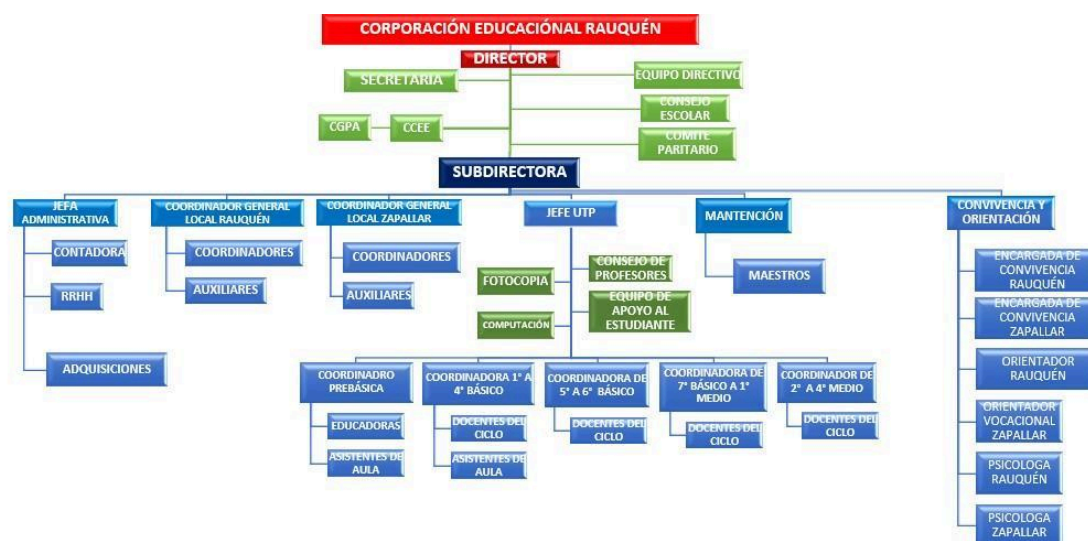 CORPORACIÓN EDUCACIÓNAL RAUQUÉN
DIRECTOR
SECRETARIA
EQUIPO DIRECTIVO
CONSEJO
ESCOLAR
CGPA
CCEE
COMITE
PARITARIO
SUBDIRECTORA
JEFA
ADMINISTRATIVA
COORDINADOR GENERAL
LOCAL RAUQUÉN
COORDINADOR GENERAL
LOCAL ZAPALLAR
JEFE UTP
MANTENCIÓN
CONVIVENCIA Y
ORIENTACIÓN
CONTADORA
RRHH
ADQUISICIONES
COORDINADORES
AUXILIARES
COORDINADORES
AUXILIARES
FOTOCOPIA
CONSEJO DE
PROFESORES
COMPUTACIÓN
EQUIPO DE
APOYO AL
ESTUDIANTE
MAESTROS
ENCARGADA DE
CONVIVENCIA
RAUQUÉN
ENCARGADA DE
CONVIVENCIA
ZAPALLAR
ORIENTADOR
RAUQUÉN
ORIENTADOR
VOCACIONAL
ZAPALLAR
PSICOLOGA
RAUQUÉN
PSICOLOGA
ZAPALLAR
COORDINADRO
PREBÁSICA
EDUCADORAS
ASISTENTES DE
AULA
COORDINADORA 1° A
4° BÁSICO
DOCENTES DEL
CICLO
ASISTENTES DE
AULA
COORDINADORA DE
5° A 6° BÁSICO
DOCENTES DEL
CICLO
COORDINADORA DE
7° BÁSICO A 1°
MEDIO
DOCENTES DEL
CICLO
COORDINADOR DE
2° A 4° MEDIO
DOCENTES DEL
CICLO